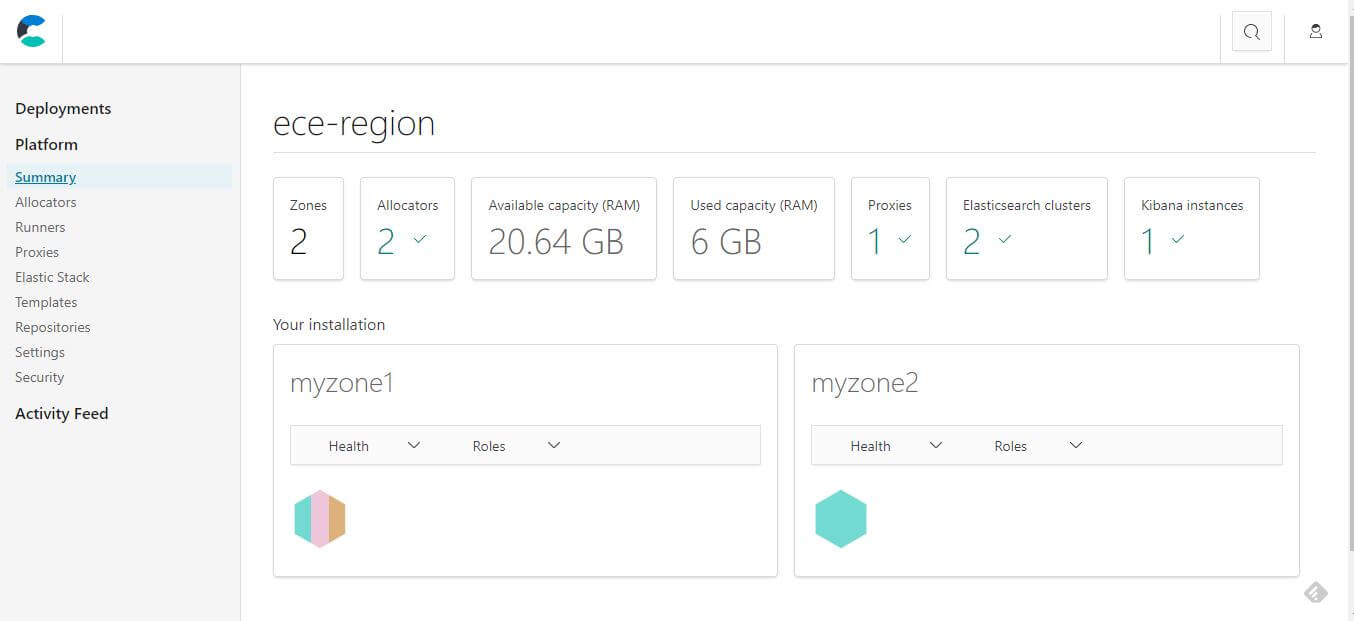 Deployments
Platform
Summary
Allocators
Runners
Proxies
Elastic Stack
Templates
Repositories
Settings
Security
Activity Feed
ece-region
Zones
2
Allocators
2
Available capacity (RAM)
20.64 GB
Used capacity (RAM)
6 GB
Proxies
1
Elasticsearch clusters
2
Kibana instances
1
Your installation
myzone1
Health Roles
myzone2
Health Roles